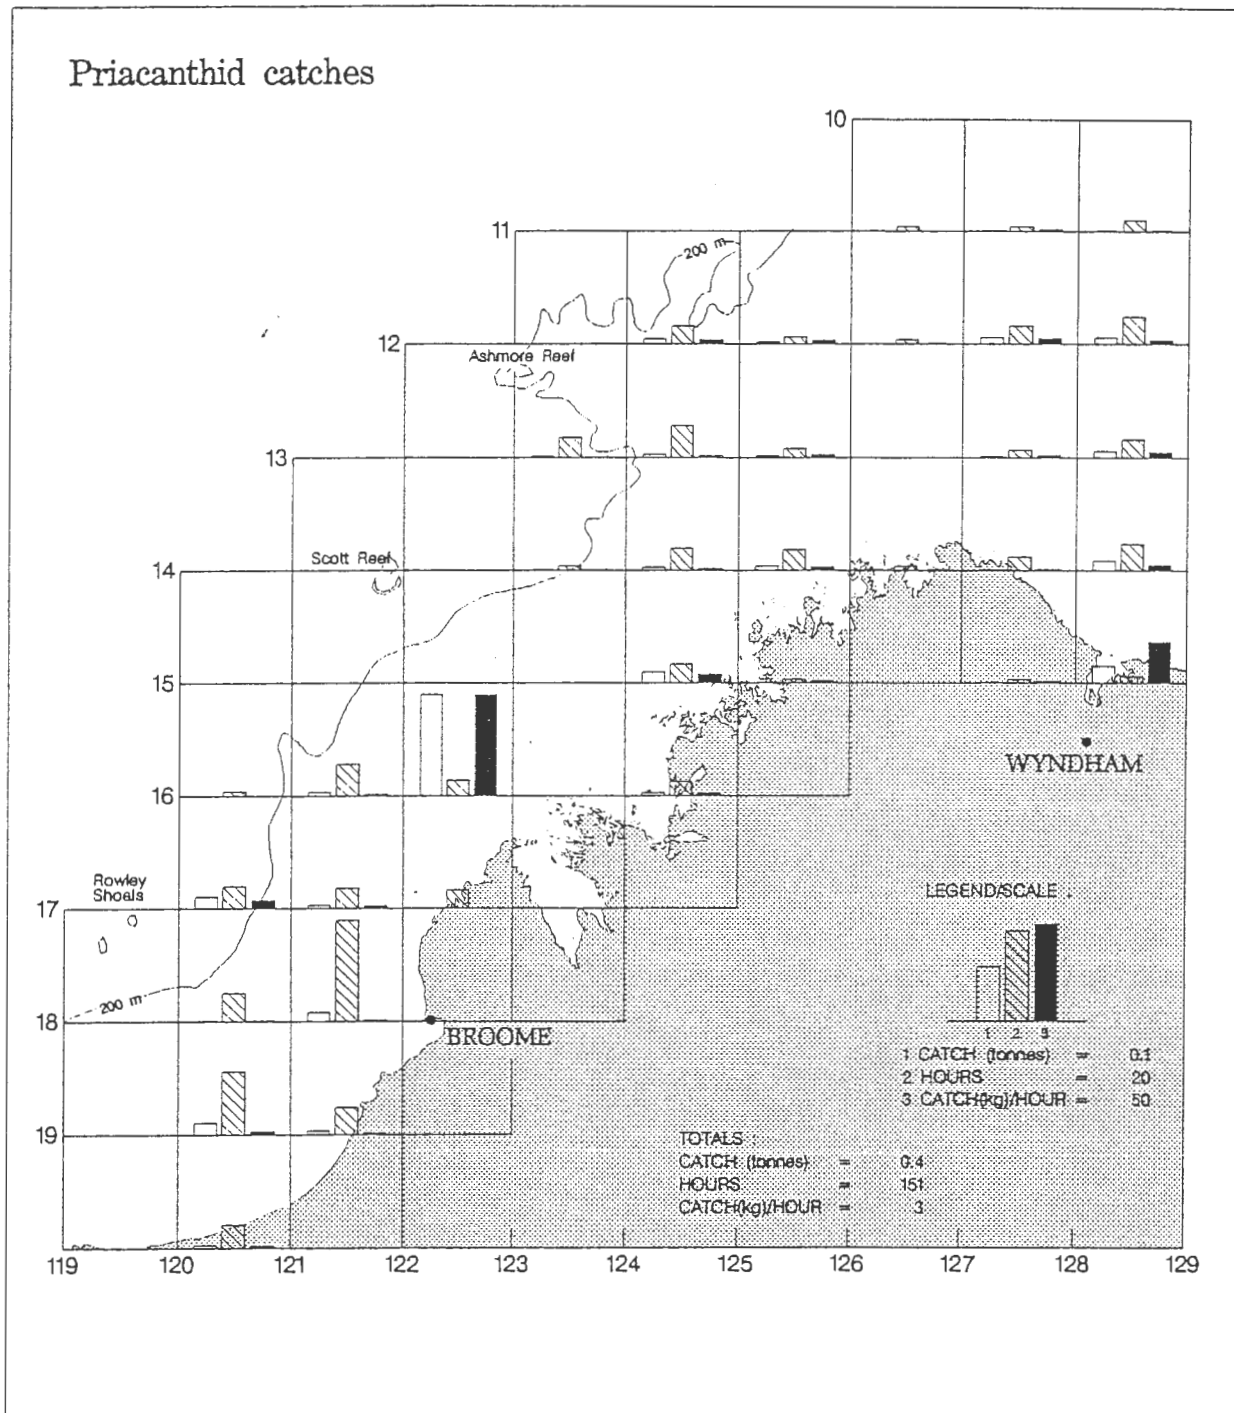 Priacanthid catches
10
11
200 m
12
Ashmore Reef
13
Scott Reef
14
15
WYNDHAM
16
Rowley
Shoals
LEGEND/SCALE :
17
200 m
18
BROOME
1 2 3
1 CATCH (tonnes) = 0.1
2 HOURS = 20
3 CATCH(kg)/HOUR = 50
19
TOTALS :
CATCH (tonnes) = 0.4
HOURS = 151
CATCH(kg)/HOUR = 3
119 120 121 122 123 124 125 126 127 128 129